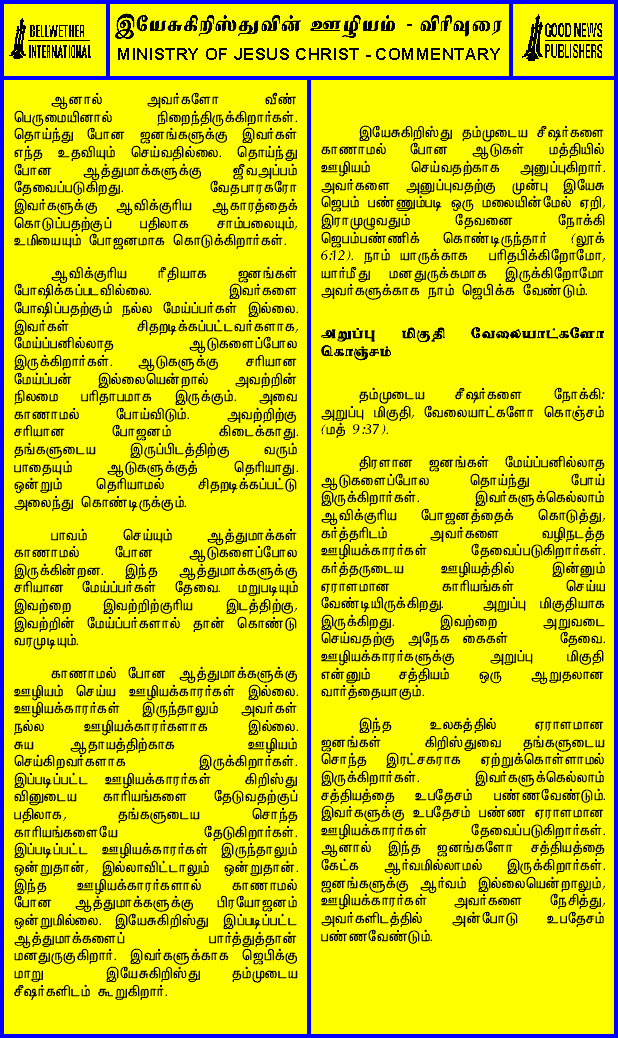 BELLWETHER
INTERNATIONAL
இயேசுகிறிஸ்துவின் ஊழியம் - விரிவுரை
MINISTRY OF JESUS CHRIST - COMMENTARY
GOOD NEWS
PUBLISHERS
ஆனால் அவர்களோ வீண்
பெருமையினால் நிறைந்திருக்கிறார்கள்.
தொய்ந்து போன ஜனங்களுக்கு இவர்கள்
எந்த உதவியும் செய்வதில்லை. தொய்ந்து
போன ஆத்துமாக்களுக்கு ஜீவஅப்பம்
தேவைப்படுகிறது. வேதபாரகரோ
இவர்களுக்கு ஆவிக்குரிய ஆகாரத்தைக்
கொடுப்பதற்குப் பதிலாக சாம்பலையும்,
உமியையும் போஜனமாக கொடுக்கிறார்கள்.
ஆவிக்குரிய ரீதியாக ஜனங்கள்
போஷிக்கப்படவில்லை. இவர்களை
போஷிப்பதற்கும் நல்ல மேய்ப்பர்கள் இல்லை.
இவர்கள் சிதறடிக்கப்பட்டவர்களாக,
மேய்ப்பனில்லாத ஆடுகளைப்போல
இருக்கிறார்கள். ஆடுகளுக்கு சரியான
மேய்ப்பன் இல்லையென்றால் அவற்றின்
நிலமை பரிதாபமாக இருக்கும். அவை
காணாமல் போய்விடும். அவற்றிற்கு
சரியான போஜனம் கிடைக்காது.
தங்களுடைய இருப்பிடத்திற்கு வரும்
பாதையும் ஆடுகளுக்குத் தெரியாது.
ஒன்றும் தெரியாமல் சிதறடிக்கப்பட்டு
அலைந்து கொண்டிருக்கும்.
பாவம் செய்யும் ஆத்துமாக்கள்
காணாமல் போன ஆடுகளைப்போல
இருக்கின்றன. இந்த ஆத்துமாக்களுக்கு
சரியான மேய்ப்பர்கள் தேவை. மறுபடியும்
இவற்றை இவற்றிற்குரிய இடத்திற்கு,
இவற்றின் மேய்ப்பர்களால் தான் கொண்டு
வரமுடியும்.
காணாமல் போன ஆத்துமாக்களுக்கு
ஊழியம் செய்ய ஊழியக்காரர்கள் இல்லை.
ஊழியக்காரர்கள் இருந்தாலும் அவர்கள்
நல்ல ஊழியக்காரர்களாக இல்லை.
சுய ஆதாயத்திற்காக ஊழியம்
செய்கிறவர்களாக இருக்கிறார்கள்.
இப்படிப்பட்ட ஊழியக்காரர்கள் கிறிஸ்து
வினுடைய காரியங்களை தேடுவதற்குப்
பதிலாக, தங்களுடைய சொந்த
காரியங்களையே தேடுகிறார்கள்.
இப்படிப்பட்ட ஊழியக்காரர்கள் இருந்தாலும்
ஒன்றுதான், இல்லாவிட்டாலும் ஒன்றுதான்.
இந்த ஊழியக்காரர்களால் காணாமல்
போன ஆத்துமாக்களுக்கு பிரயோஜனம்
ஒன்றுமில்லை. இயேசுகிறிஸ்து இப்படிப்பட்ட
ஆத்துமாக்களைப் பார்த்துத்தான்
மனதுருகுகிறார். இவர்களுக்காக ஜெபிக்கு
மாறு இயேசுகிறிஸ்து தம்முடைய
சீஷர்களிடம் கூறுகிறார்.
இயேசுகிறிஸ்து தம்முடைய சீஷர்களை
காணாமல் போன ஆடுகள் மத்தியில்
ஊழியம் செய்வதற்காக அனுப்புகிறார்.
அவர்களை அனுப்புவதற்கு முன்பு இயேசு
ஜெபம் பண்ணும்படி ஒரு மலையின்மேல் ஏறி,
இராமுழுவதும் தேவனை நோக்கி
ஜெபம்பண்ணிக் கொண்டிருந்தார் (லூக்
6:12). நாம் யாருக்காக பரிதபிக்கிறோமோ,
யார்மீது மனதுருக்கமாக இருக்கிறோமோ
அவர்களுக்காக நாம் ஜெபிக்க வேண்டும்.
அறுப்பு மிகுதி வேலையாட்களோ
கொஞ்சம்
தம்முடைய சீஷர்களை நோக்கி:
அறுப்பு மிகுதி, வேலையாட்களோ கொஞ்சம்
(மத் 9:37).
திரளான ஜனங்கள் மேய்ப்பனில்லாத
ஆடுகளைப்போல தொய்ந்து போய்
இருக்கிறார்கள். இவர்களுக்கெல்லாம்
ஆவிக்குரிய போஜனத்தைக் கொடுத்து,
கர்த்தரிடம் அவர்களை வழிநடத்த
ஊழியக்காரர்கள் தேவைப்படுகிறார்கள்.
கர்த்தருடைய ஊழியத்தில் இன்னும்
ஏராளமான காரியங்கள் செய்ய
வேண்டியிருக்கிறது. அறுப்பு மிகுதியாக
இருக்கிறது. இவற்றை அறுவடை
செய்வதற்கு அநேக கைகள் தேவை.
ஊழியக்காரர்களுக்கு அறுப்பு மிகுதி
என்னும் சத்தியம் ஒரு ஆறுதலான
வார்த்தையாகும்.
இந்த உலகத்தில் ஏராளமான
ஜனங்கள் கிறிஸ்துவை தங்களுடைய
சொந்த இரட்சகராக ஏற்றுக்கொள்ளாமல்
இருக்கிறார்கள். இவர்களுக்கெல்லாம்
சத்தியத்தை உபதேசம் பண்ணவேண்டும்.
இவர்களுக்கு உபதேசம் பண்ண ஏராளமான
ஊழியக்காரர்கள் தேவைப்படுகிறார்கள்.
ஆனால் இந்த ஜனங்களோ சத்தியத்தை
கேட்க ஆர்வமில்லாமல் இருக்கிறார்கள்.
ஜனங்களுக்கு ஆர்வம் இல்லையென்றாலும்,
ஊழியக்காரர்கள் அவர்களை நேசித்து,
அவர்களிடத்தில் அன்போடு உபதேசம்
பண்ணவேண்டும்.